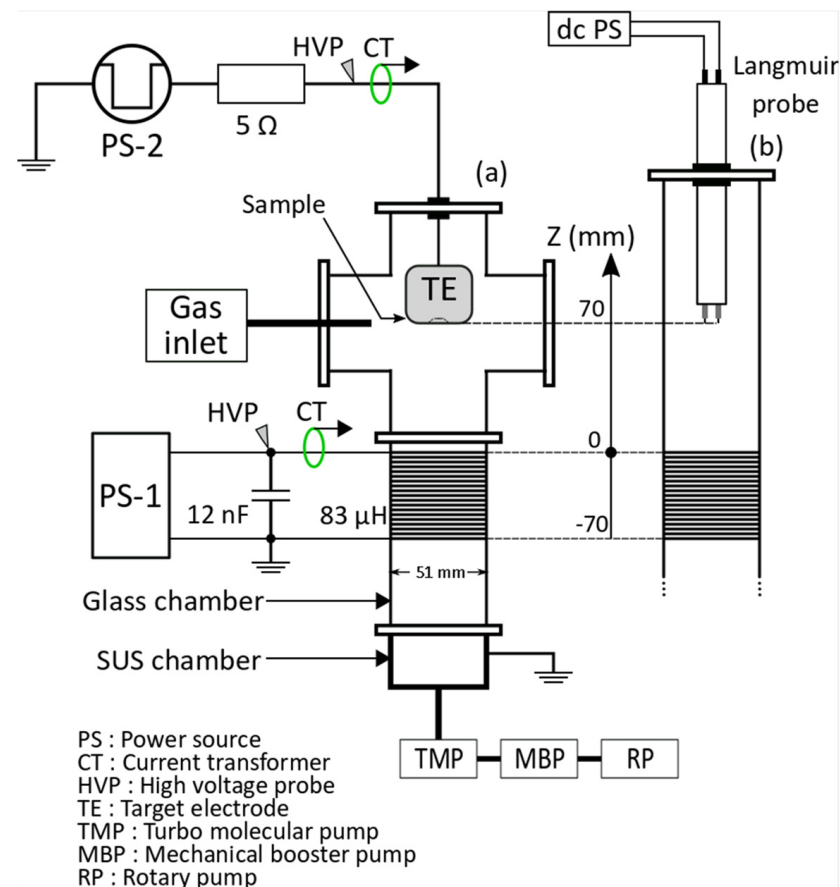 dc PS
HVP CT
Langmuir
probe
5 Ω
PS-2
(b)
(a)
Sample
Z (mm)
TE
Gas
inlet
70
HVP CT
0
PS-1
12 nF
83 μH
-70
51 mm
Glass chamber
SUS chamber
TMP
MBP
RP
PS : Power source
CT : Current transformer
HVP : High voltage probe
TE : Target electrode
TMP : Turbo molecular pump
MBP : Mechanical booster pump
RP : Rotary pump